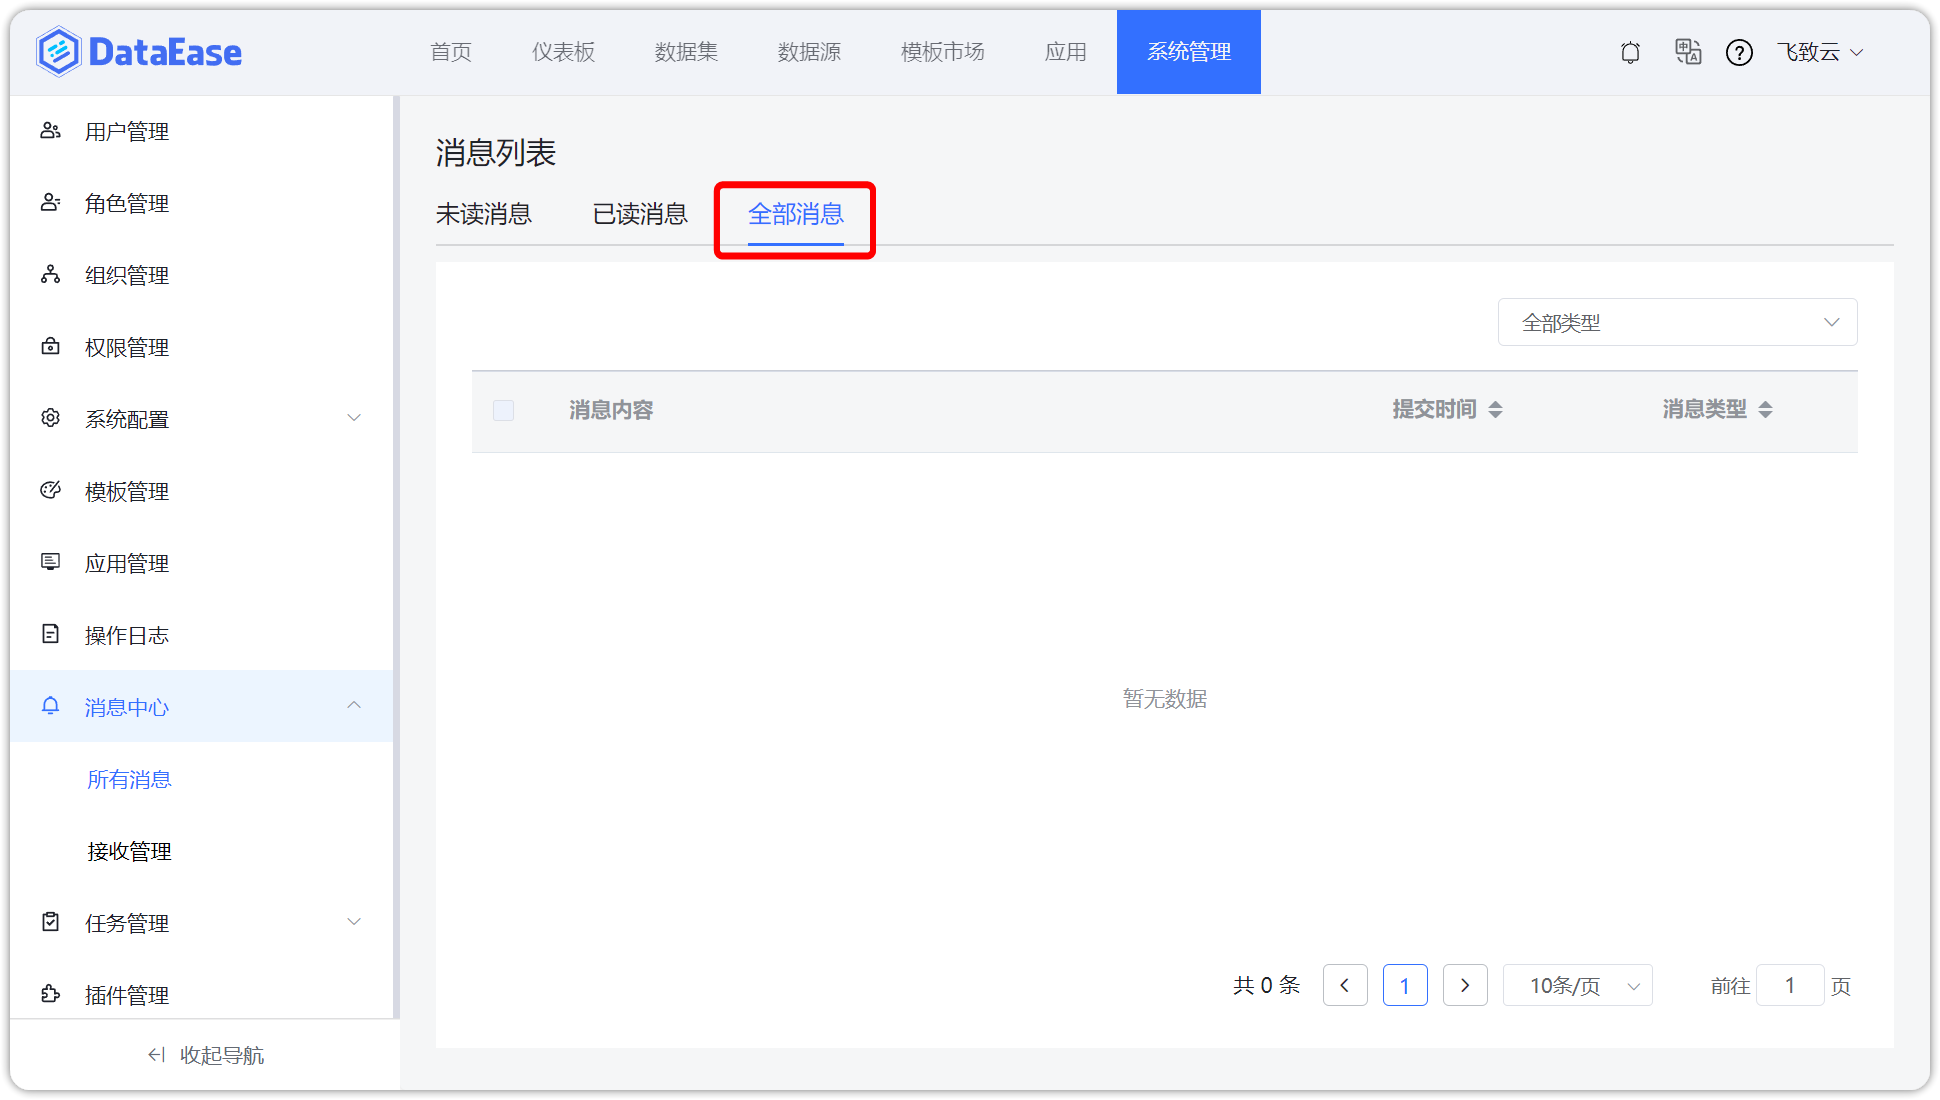 DataEase
首页 仪表板 数据集 数据源 模板市场 应用 系统管理 中 A ? 飞致云
用户管理
角色管理
组织管理
权限管理
系统配置
模板管理
应用管理
操作日志
消息中心
所有消息
接收管理
任务管理
插件管理
收起导航
消息列表
未读消息 已读消息 全部消息
全部类型
消息内容 提交时间 消息类型
暂无数据
共 0 条 1 10条/页 前往 1 页